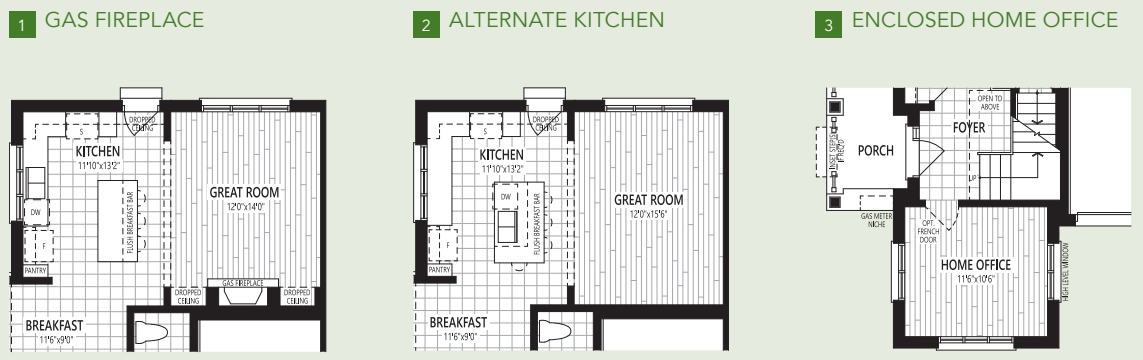 1 GAS FIREPLACE
DROPPED
CEILING
S
KITCHEN
11'10"x13'2"
GREAT ROOM
12'0"x14'0"
DW
FLUSH BREAKFAST BAR
F
PANTRY
GAS FIREPLACE
DROPPED
CEILING
DROPPED
CEILING
BREAKFAST
11'6"x9'0"
2 ALTERNATE KITCHEN
DROPPED
CEILING
S
KITCHEN
11'10"x13'2"
GREAT ROOM
12'0"x15'6"
DW
FLUSH BREAKFAST BAR
F
PANTRY
BREAKFAST
11'6"x9'0"
3 ENCLOSED HOME OFFICE
OPEN TO
ABOVE
FOYER
INSET STEPS
IF REQ'D
PORCH
UP
GAS METER
NICHE
OPT.
FRENCH
DOOR
HOME OFFICE
11'6"x10'6"
HIGH LEVEL WINDOW